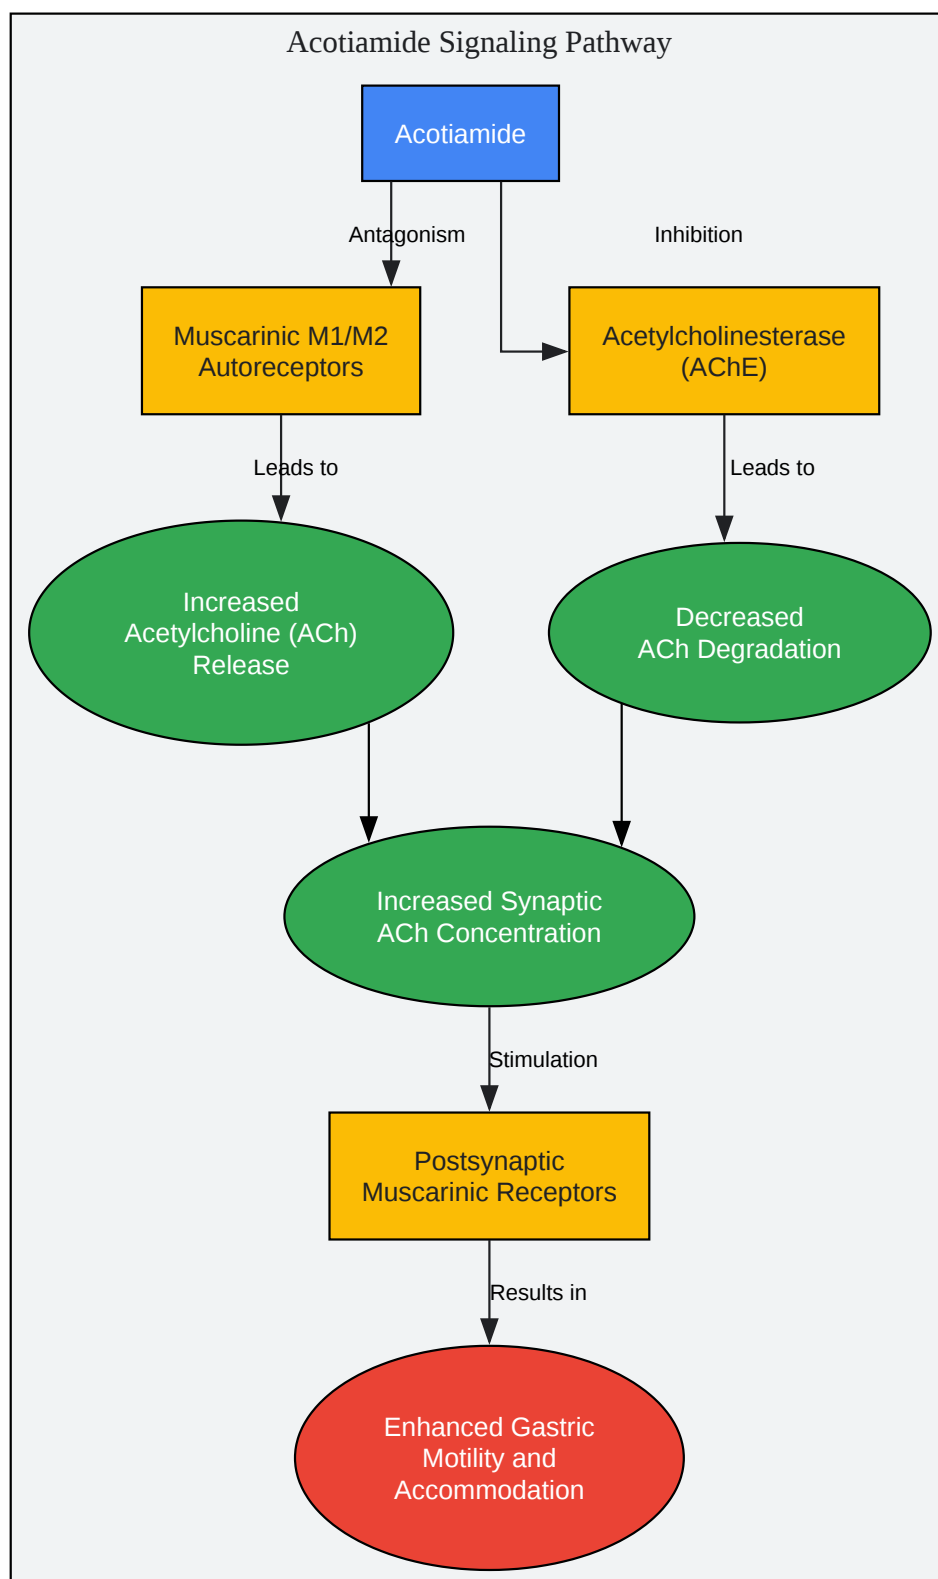 Acotiamide Signaling Pathway
Acotiamide
Antagonism
Inhibition
Muscarinic M1/M2
Autoreceptors
Acetylcholinesterase
(AChE)
Leads to
Leads to
Increased
Acetylcholine (ACh)
Release
Decreased
ACh Degradation
Increased Synaptic
ACh Concentration
Stimulation
Postsynaptic
Muscarinic Receptors
Results in
Enhanced Gastric
Motility and
Accommodation